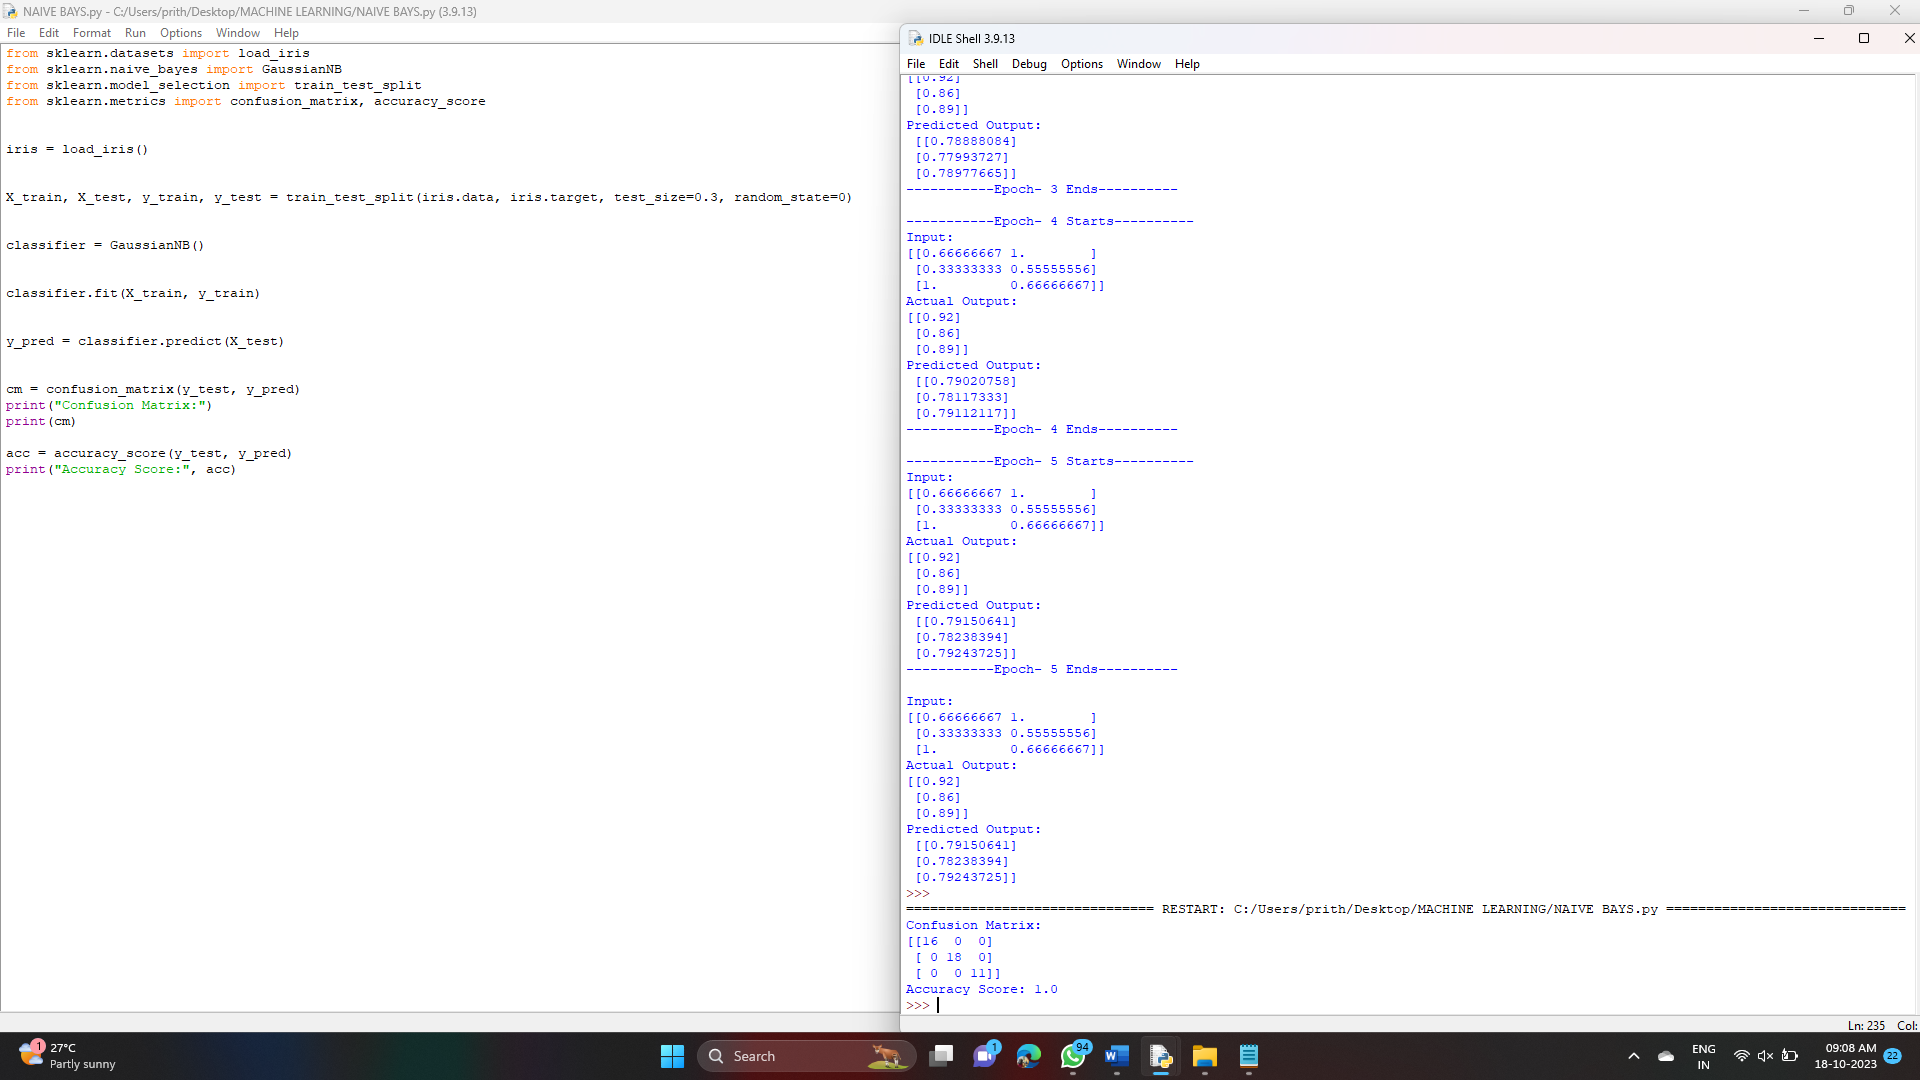 NAIVE BAYS.py - C:/Users/prith/Desktop/MACHINE LEARNING/NAIVE BAYS.py (3.9.13)
File Edit Format Run Options Window Help
from sklearn.datasets import load_iris
from sklearn.naive_bayes import GaussianNB
from sklearn.model_selection import train_test_split
from sklearn.metrics import confusion_matrix, accuracy_score
iris = load_iris()
X_train, X_test, y_train, y_test = train_test_split(iris.data, iris.target, test_size=0.3, random_state=0)
classifier = GaussianNB()
classifier.fit(X_train, y_train)
y_pred = classifier.predict(X_test)
cm = confusion_matrix(y_test, y_pred)
print("Confusion Matrix:")
print(cm)
acc = accuracy_score(y_test, y_pred)
print("Accuracy Score:", acc)
IDLE Shell 3.9.13
File Edit Shell Debug Options Window Help
[[0.92]
 [0.86]
 [0.89]]
Predicted Output:
 [[0.78888084]
 [0.77993727]
 [0.78977665]]
-----------Epoch- 3 Ends----------
-----------Epoch- 4 Starts----------
Input:
[[0.66666667 1.        ]
 [0.33333333 0.55555556]
 [1.         0.66666667]]
Actual Output:
[[0.92]
 [0.86]
 [0.89]]
Predicted Output:
 [[0.79020758]
 [0.78117333]
 [0.79112117]]
-----------Epoch- 4 Ends----------
-----------Epoch- 5 Starts----------
Input:
[[0.66666667 1.        ]
 [0.33333333 0.55555556]
 [1.         0.66666667]]
Actual Output:
[[0.92]
 [0.86]
 [0.89]]
Predicted Output:
 [[0.79150641]
 [0.78238394]
 [0.79243725]]
-----------Epoch- 5 Ends----------
Input:
[[0.66666667 1.        ]
 [0.33333333 0.55555556]
 [1.         0.66666667]]
Actual Output:
[[0.92]
 [0.86]
 [0.89]]
Predicted Output:
 [[0.79150641]
 [0.78238394]
 [0.79243725]]
>>>
=============================== RESTART: C:/Users/prith/Desktop/MACHINE LEARNING/NAIVE BAYS.py ==============================
Confusion Matrix:
[[16  0  0]
 [ 0 18  0]
 [ 0  0 11]]
Accuracy Score: 1.0
>>>
Ln: 235 Col:
1
27°C
Partly sunny
Search
1
94
W
ENG
IN
09:08 AM
18-10-2023
22